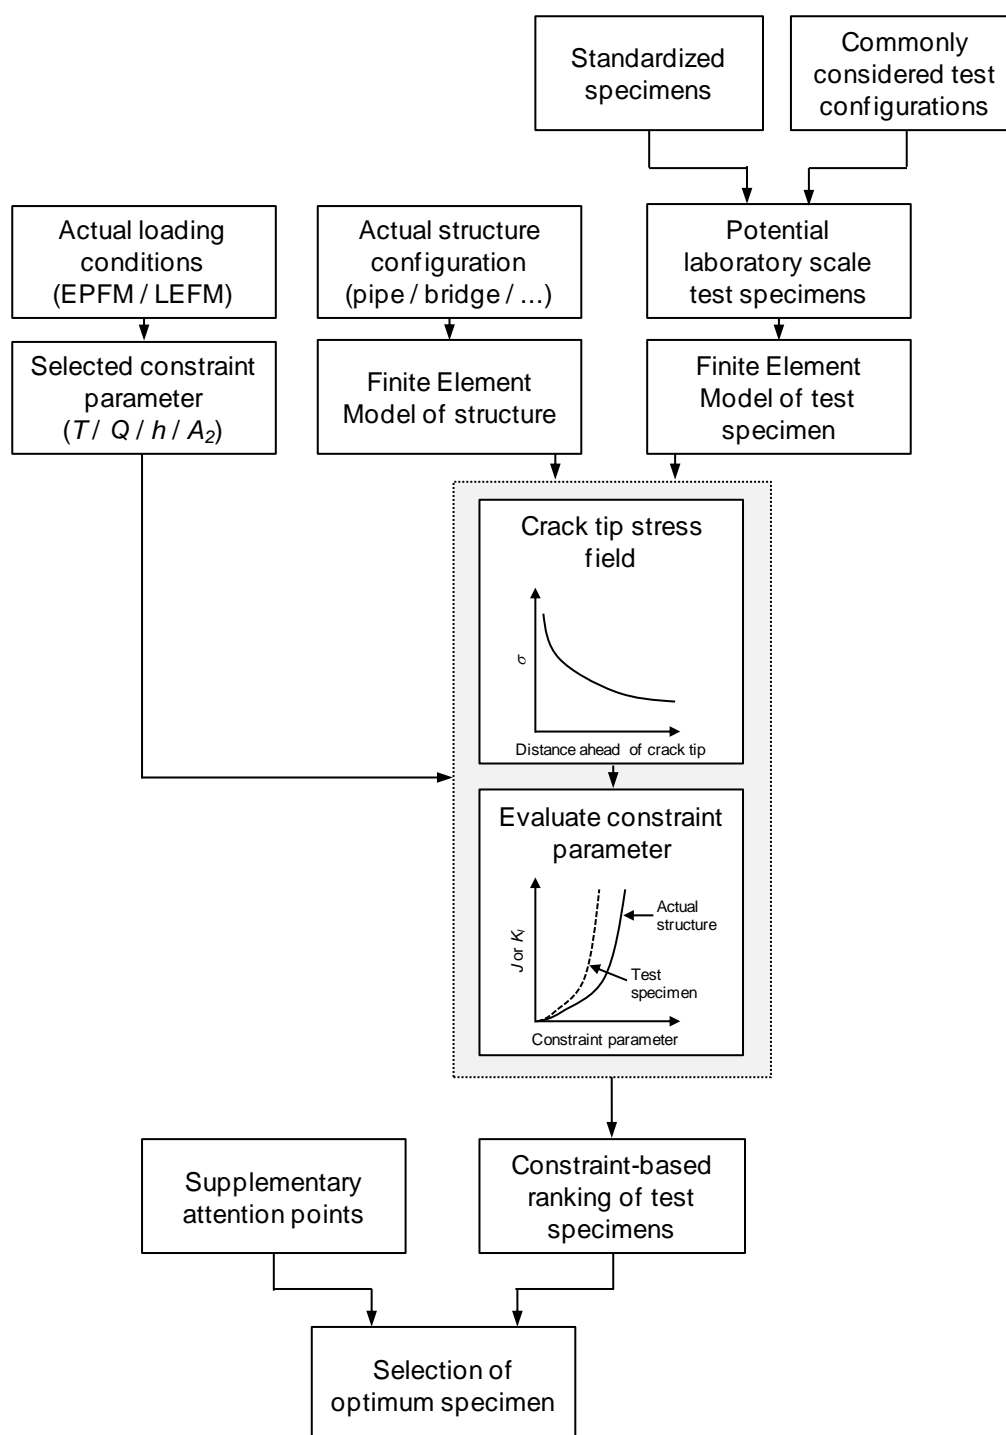 Standardized
specimens
Commonly
considered test
configurations
Actual loading
conditions
(EPFM / LEFM)
Actual structure
configuration
(pipe / bridge / …)
Potential
laboratory scale
test specimens
Selected constraint
parameter
(T / Q / h / A2)
Finite Element
Model of structure
Finite Element
Model of test
specimen
Crack tip stress
field
σ
Distance ahead of crack tip
Evaluate constraint
parameter
J or KI
Actual
structure
Test
specimen
Constraint parameter
Supplementary
attention points
Constraint-based
ranking of test
specimens
Selection of
optimum specimen